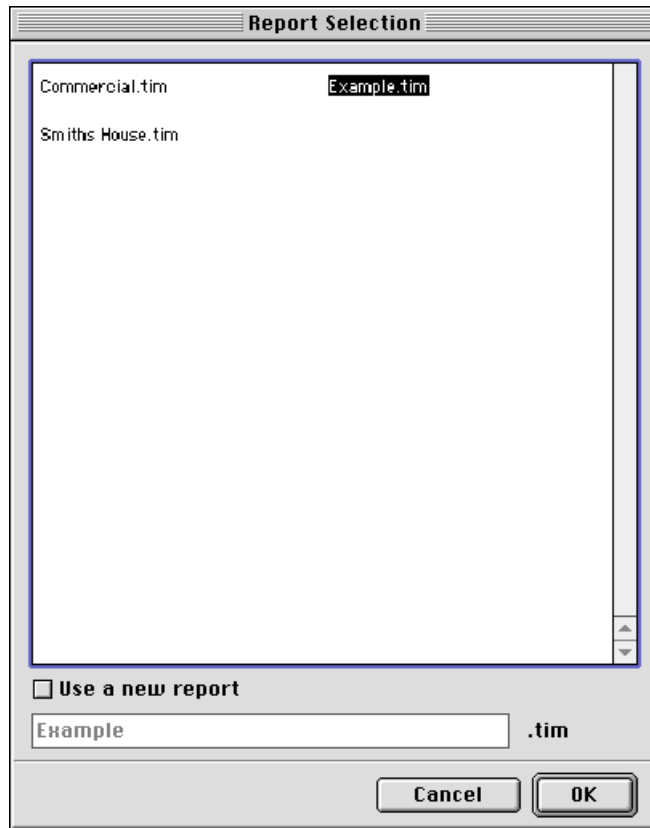 Report Selection
Commercial.tim Example.tim
Smiths House.tim
Use a new report
Example .tim
Cancel OK